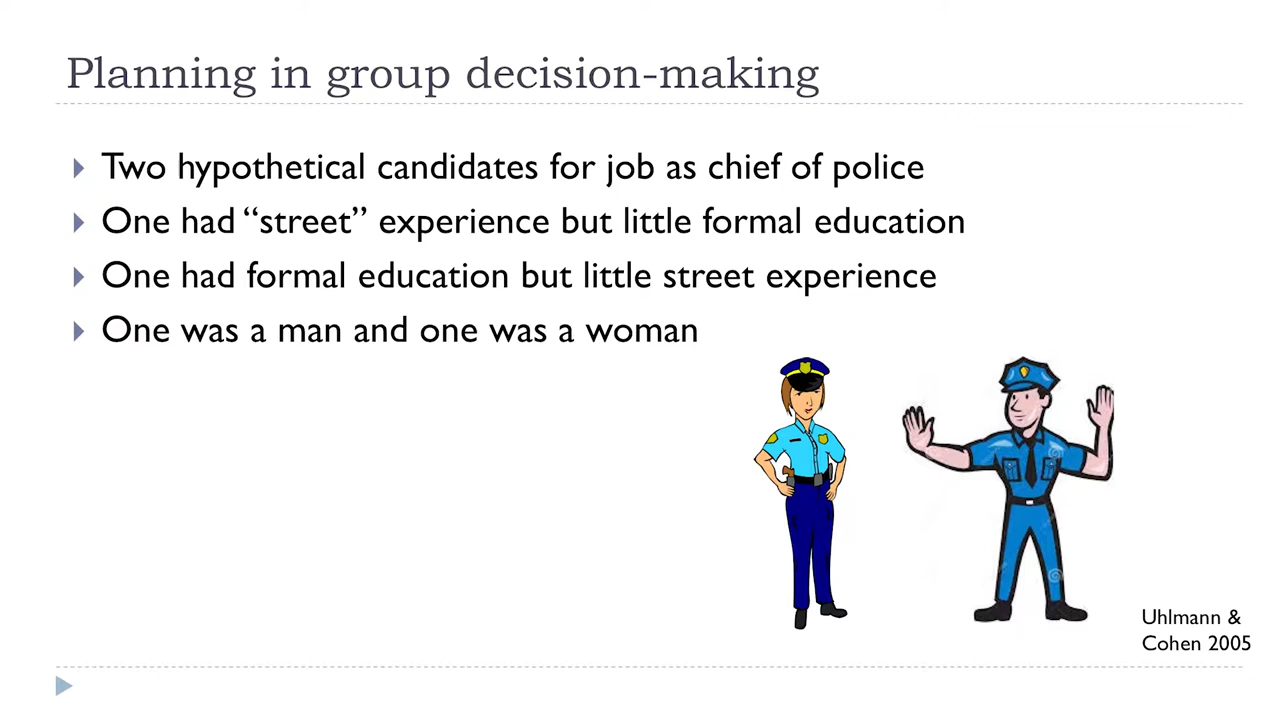 Planning in group decision-making
Two hypothetical candidates for job as chief of police
One had “street” experience but little formal education
One had formal education but little street experience
One was a man and one was a woman
Uhlmann &
Cohen 2005